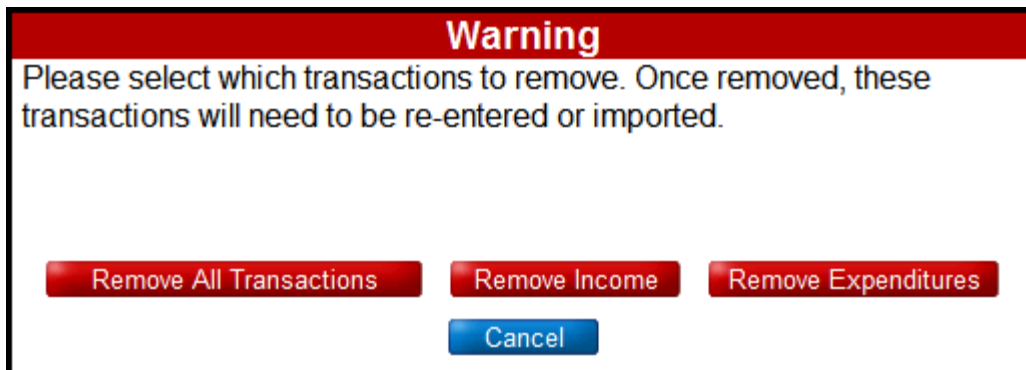 Warning
Please select which transactions to remove. Once removed, these
transactions will need to be re-entered or imported.
Remove All Transactions Remove Income Remove Expenditures
Cancel